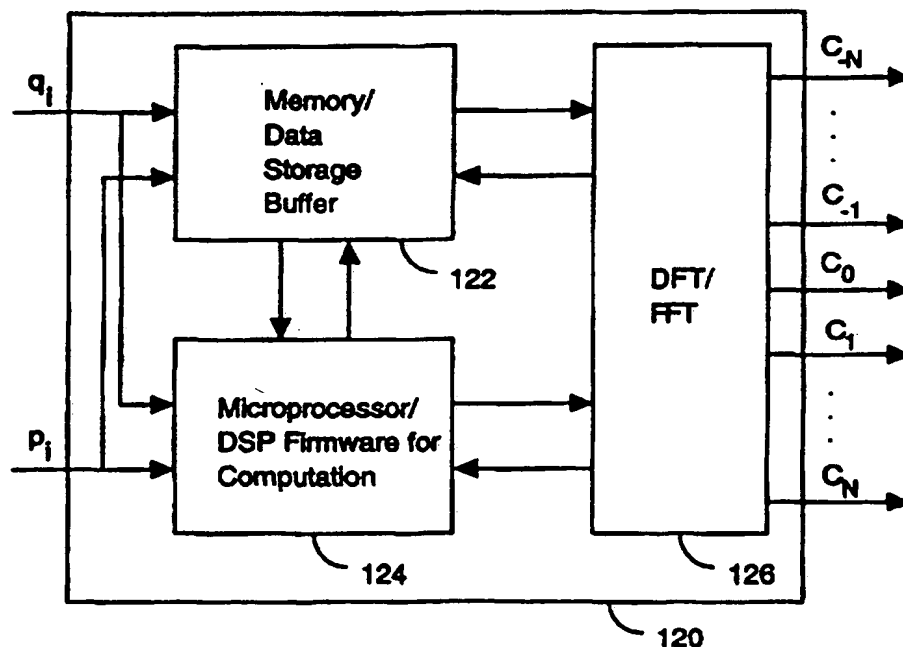 q_i
Memory/
Data
Storage
Buffer
122
C_-N
C_-1
C_0
C_1
C_N
DFT/
FFT
p_i
Microprocessor/
DSP Firmware for
Computation
124
126
120